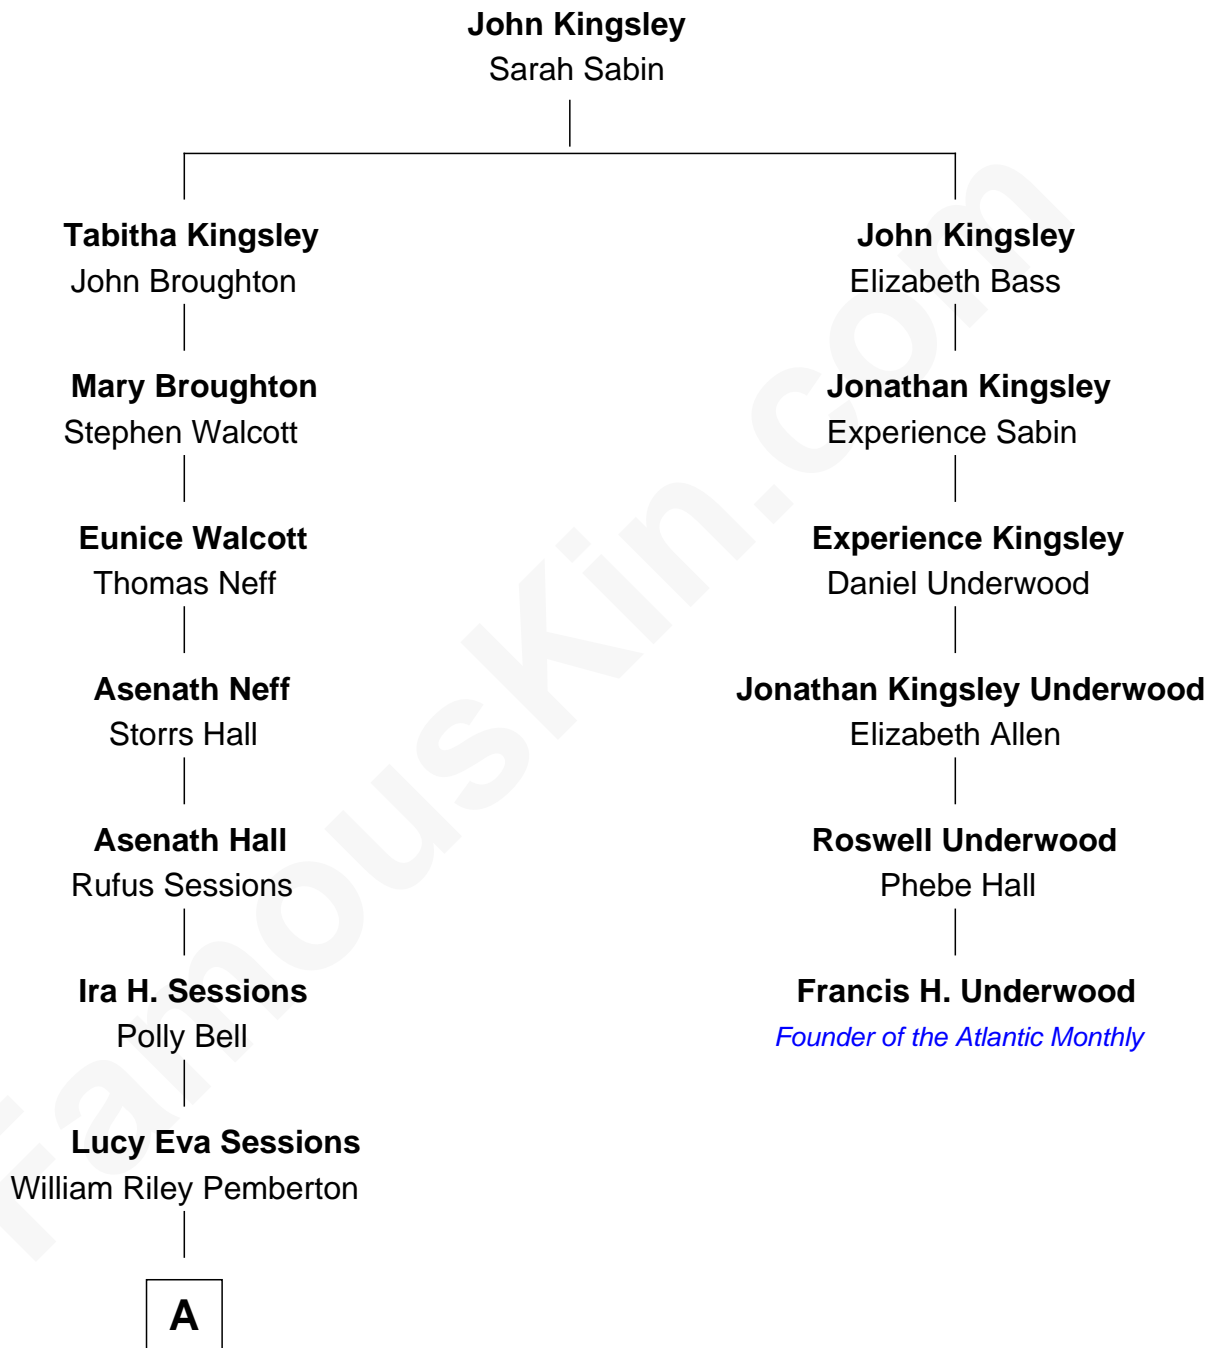 John Kingsley
Sarah Sabin
Tabitha Kingsley
John Broughton
Mary Broughton
Stephen Walcott
Eunice Walcott
Thomas Neff
Asenath Neff
Storrs Hall
Asenath Hall
Rufus Sessions
Ira H. Sessions
Polly Bell
Lucy Eva Sessions
William Riley Pemberton
A
John Kingsley
Elizabeth Bass
Jonathan Kingsley
Experience Sabin
Experience Kingsley
Daniel Underwood
Jonathan Kingsley Underwood
Elizabeth Allen
Roswell Underwood
Phebe Hall
Francis H. Underwood
Founder of the Atlantic Monthly
FamousKin.com